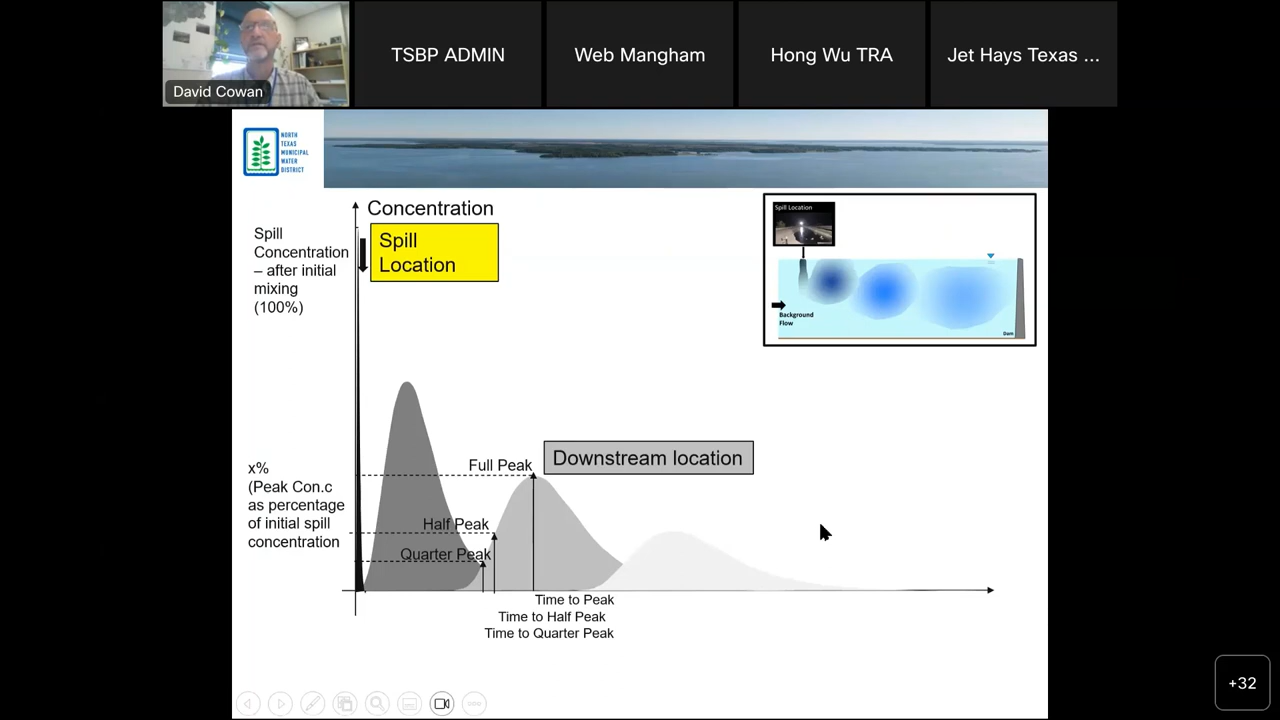 David Cowan
TSBP ADMIN
Web Mangham
Hong Wu TRA
Jet Hays Texas ...
NORTH
TEXAS
MUNICIPAL
WATER
DISTRICT
Concentration
Spill
Concentration
– after initial
mixing
(100%)
Spill
Location
Spill Location
Background
Flow
Dam
x%
(Peak Con.c
as percentage
of initial spill
concentration
Full Peak
Downstream location
Half Peak
Quarter Peak
Time to Peak
Time to Half Peak
Time to Quarter Peak
+32